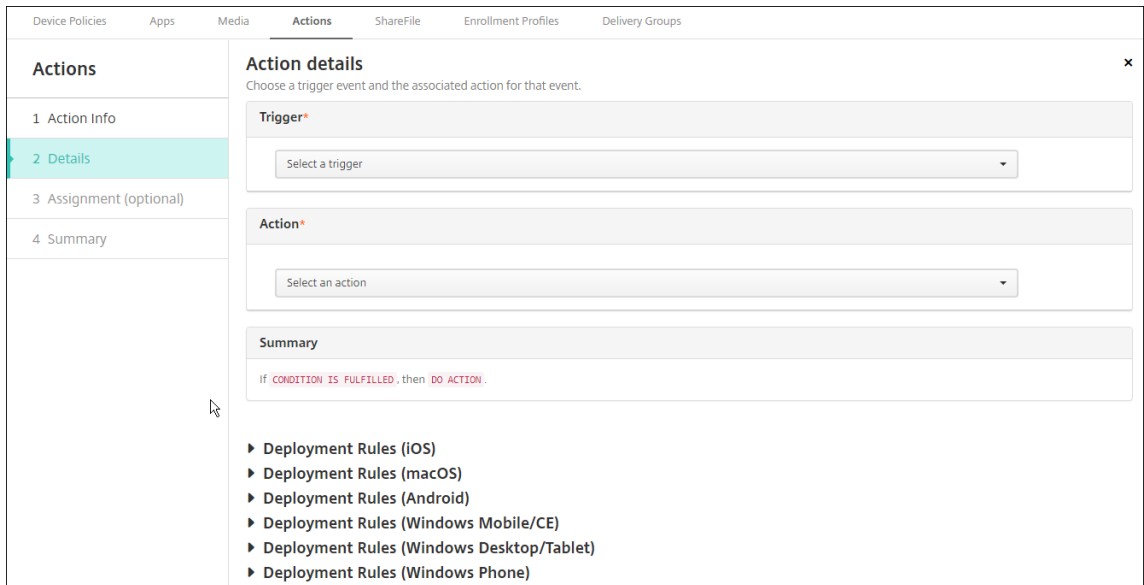 Device Policies Apps Media Actions ShareFile Enrollment Profiles Delivery Groups
Actions
1 Action Info
2 Details
3 Assignment (optional)
4 Summary
Action details
Choose a trigger event and the associated action for that event.
Trigger*
Select a trigger
Action*
Select an action
Summary
If CONDITION IS FULFILLED, then DO ACTION.
Deployment Rules (iOS)
Deployment Rules (macOS)
Deployment Rules (Android)
Deployment Rules (Windows Mobile/CE)
Deployment Rules (Windows Desktop/Tablet)
Deployment Rules (Windows Phone)